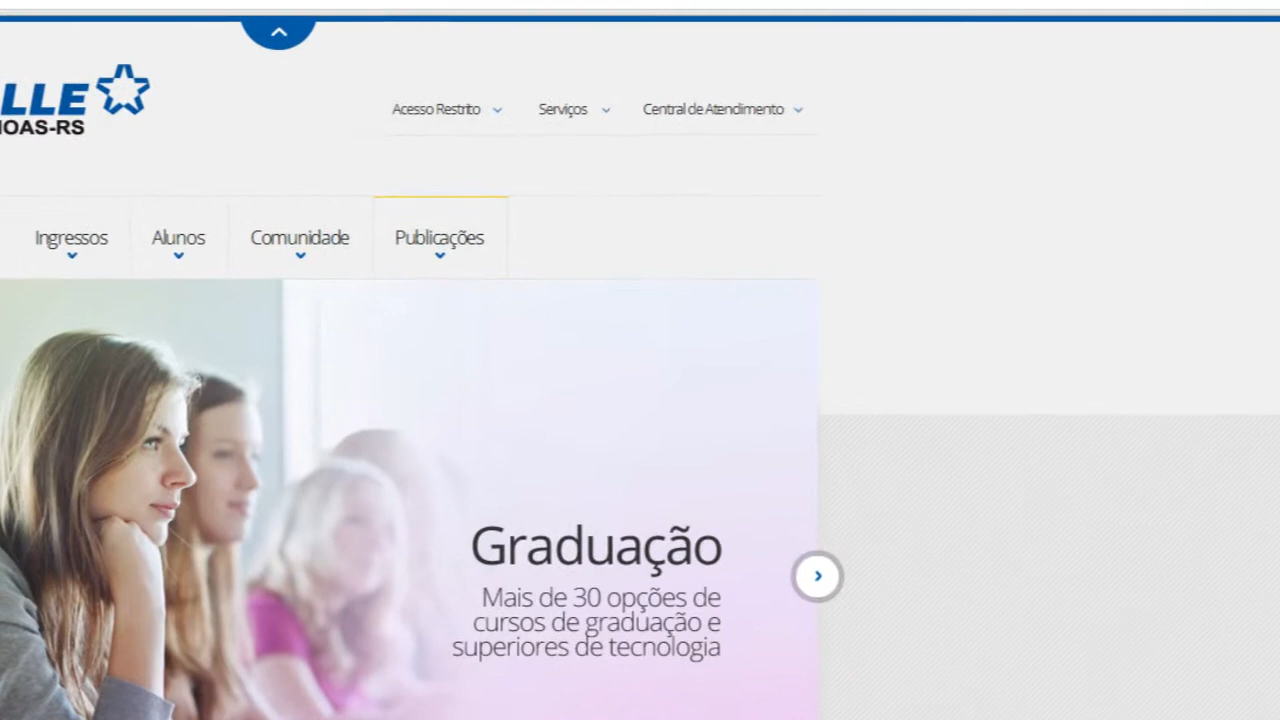 LLE
OAS-RS
Acesso Restrito
Serviços
Central de Atendimento
Ingressos
Alunos
Comunidade
Publicações
Graduação
Mais de 30 opções de
cursos de graduação e
superiores de tecnologia